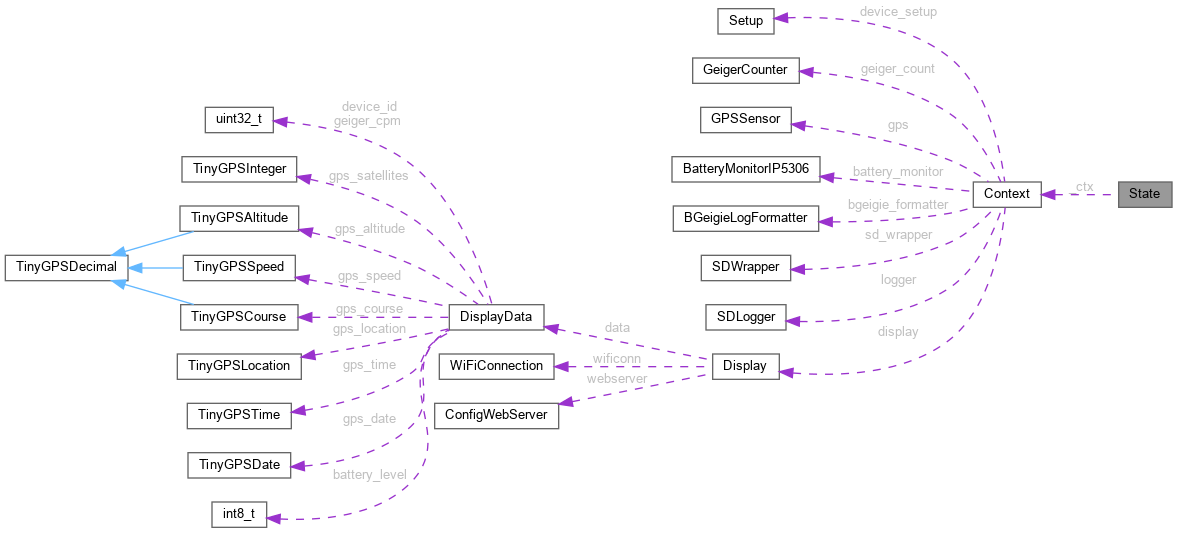 device_setup
Setup
geiger_count
GeigerCounter
device_id
geiger_cpm
uint32_t
gps
GPSSensor
gps_satellites
TinyGPSInteger
battery_monitor
BatteryMonitorIP5306
_ctx
Context
State
bgeigie_formatter
BGeigieLogFormatter
TinyGPSAltitude
gps_altitude
sd_wrapper
SDWrapper
TinyGPSDecimal
TinyGPSSpeed
gps_speed
logger
SDLogger
TinyGPSCourse
gps_course
DisplayData
gps_location
data
display
TinyGPSLocation
gps_time
WiFiConnection
wificonn
webserver
Display
TinyGPSTime
gps_date
ConfigWebServer
TinyGPSDate
battery_level
int8_t